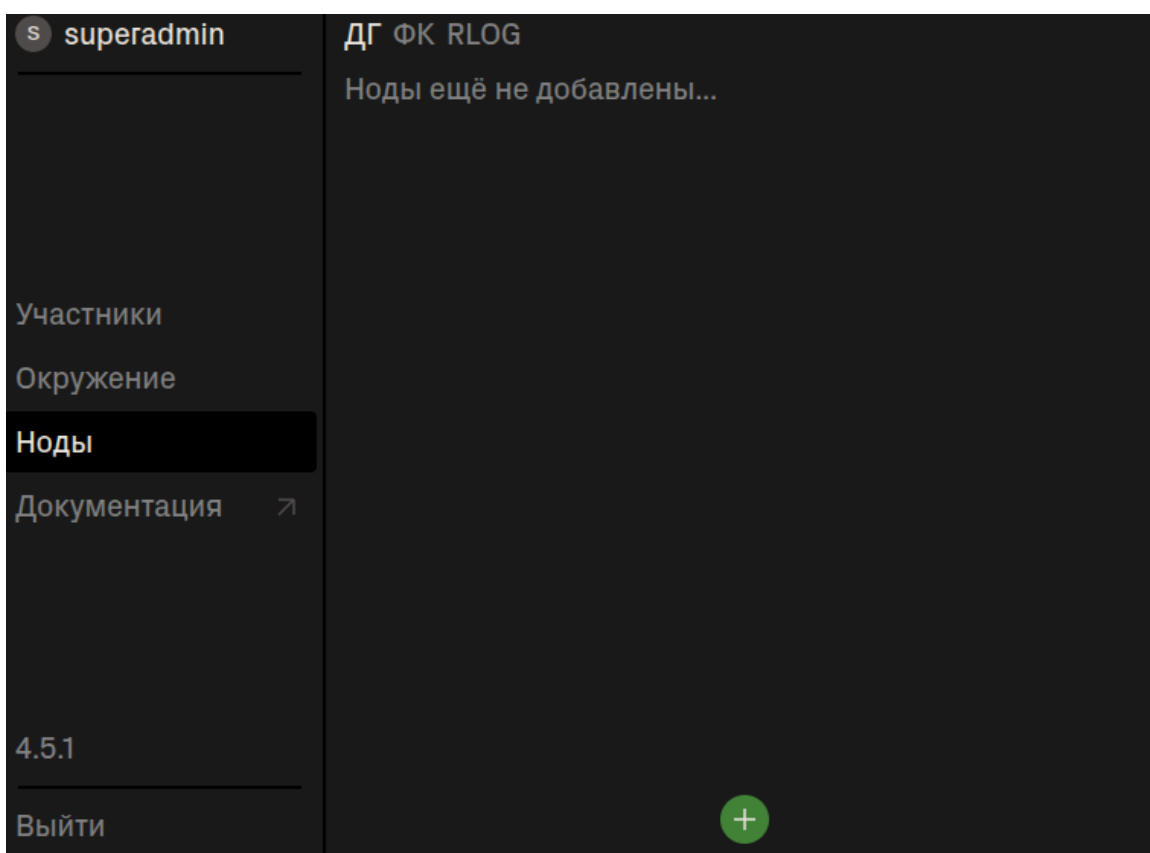 S superadmin
Участники
Окружение
Ноды
Документация
4.5.1
Выйти
ДГ ФК RLOG
Ноды ещё не добавлены...